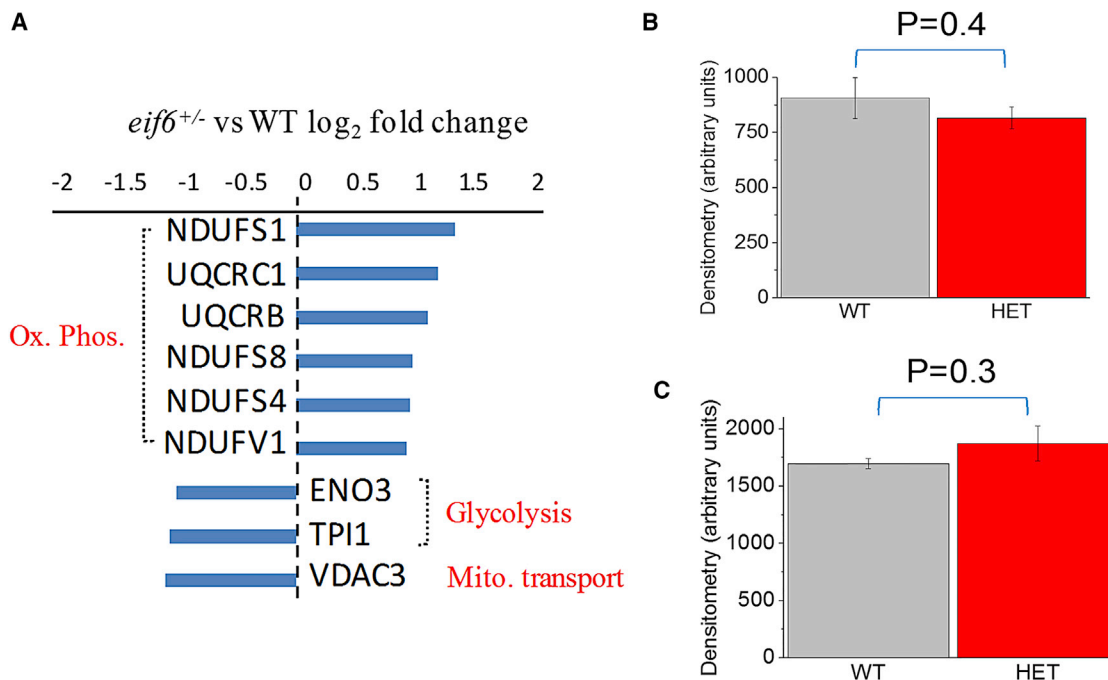 A
eif6+/- vs WT log2 fold change
-2 -1.5 -1 -0.5 0 0.5 1 1.5 2
NDUFS1
UQCRC1
UQCRB
Ox. Phos.
NDUFS8
NDUFS4
NDUFV1
ENO3
Glycolysis
TPI1
VDAC3 Mito. transport
B
P=0.4
Densitometry (arbitrary units)
1000
750
500
250
0
WT HET
C
P=0.3
Densitometry (arbitrary units)
2000
1500
1000
500
0
WT HET